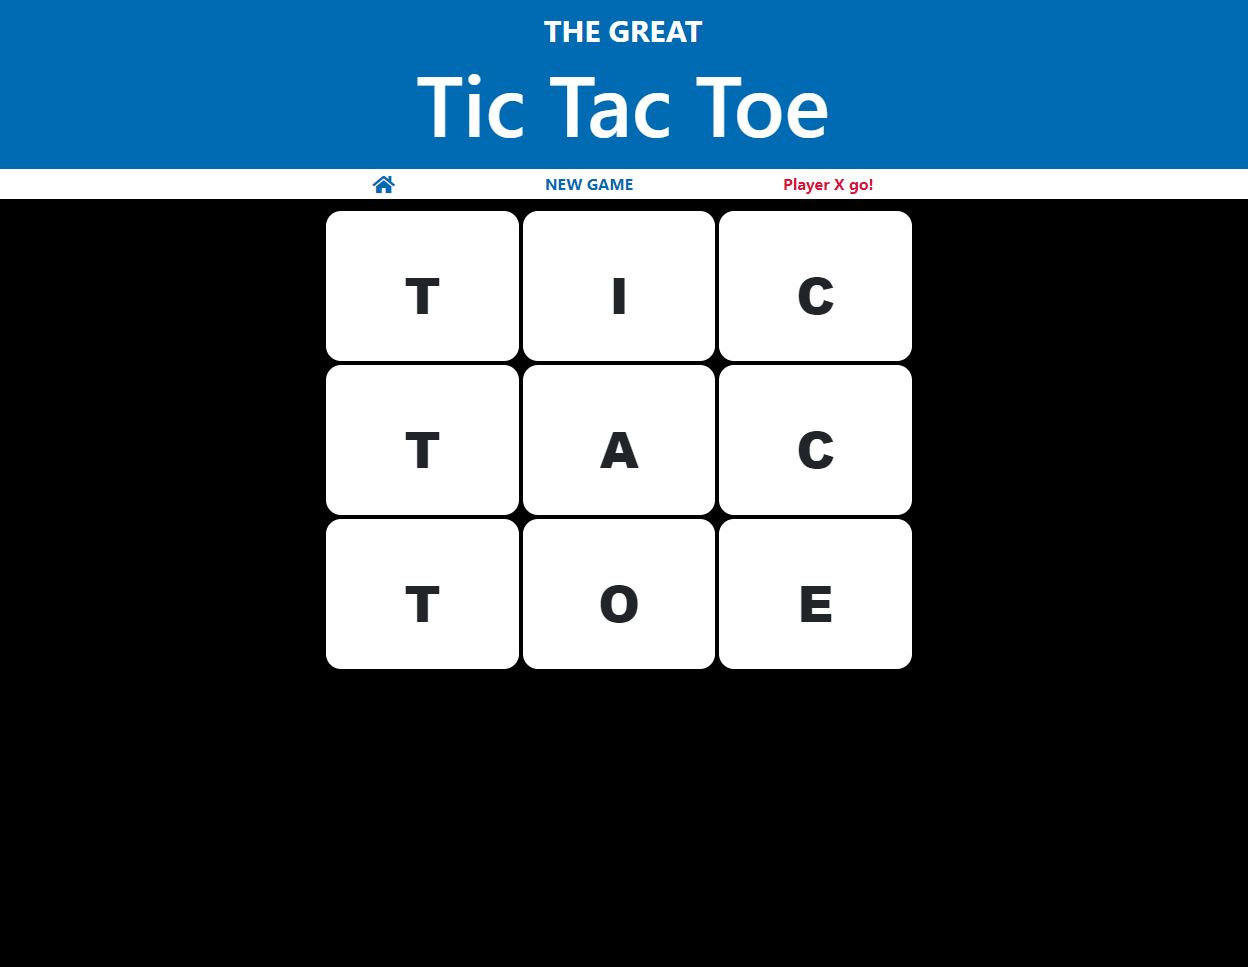 THE GREAT
Tic Tac Toe
NEW GAME Player X go!
T I C
T A C
T O E